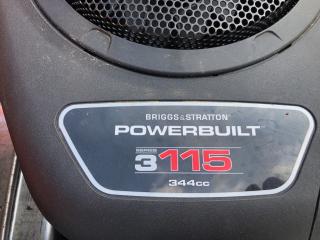 BRIGGS&STRATTON
POWERBUILT
SERIES
3115
344cc